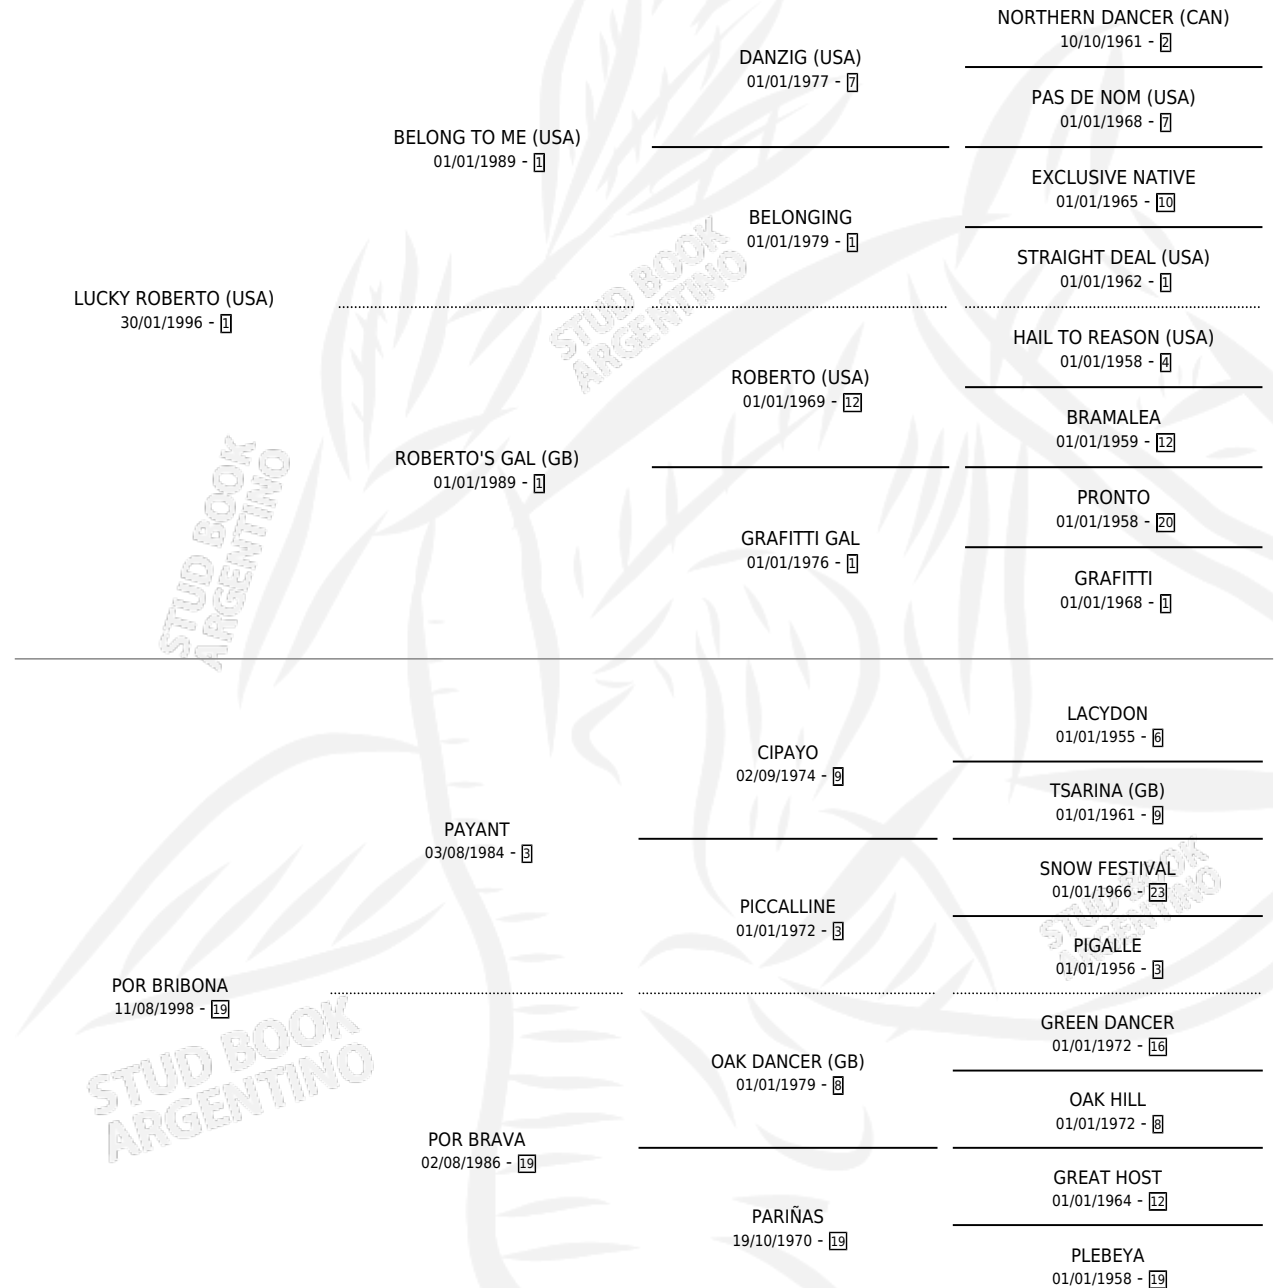 NORTHERN DANCER (CAN)
10/10/1961 - 2
DANZIG (USA)
01/01/1977 - 7
PAS DE NOM (USA)
01/01/1968 - 7
BELONG TO ME (USA)
01/01/1989 - 1
EXCLUSIVE NATIVE
01/01/1965 - 10
BELONGING
01/01/1979 - 1
STRAIGHT DEAL (USA)
01/01/1962 - 1
LUCKY ROBERTO (USA)
30/01/1996 - 1
HAIL TO REASON (USA)
01/01/1958 - 4
ROBERTO (USA)
01/01/1969 - 12
BRAMALEA
01/01/1959 - 12
ROBERTO'S GAL (GB)
01/01/1989 - 1
PRONTO
01/01/1958 - 20
GRAFITTI GAL
01/01/1976 - 1
GRAFITTI
01/01/1968 - 1
STUD BOOK
ARGENTINO
STUD BOOK
ARGENTINO
LACYDON
01/01/1955 - 6
CIPAYO
02/09/1974 - 9
TSARINA (GB)
01/01/1961 - 9
PAYANT
03/08/1984 - 3
SNOW FESTIVAL
01/01/1966 - 23
PICCALLINE
01/01/1972 - 3
PIGALLE
01/01/1956 - 3
STUD BOOK
ARGENTINO
POR BRIBONA
11/08/1998 - 19
GREEN DANCER
01/01/1972 - 16
OAK DANCER (GB)
01/01/1979 - 8
OAK HILL
01/01/1972 - 8
STUD BOOK
ARGENTINO
POR BRAVA
02/08/1986 - 19
GREAT HOST
01/01/1964 - 12
PARIÑAS
19/10/1970 - 19
PLEBEYA
01/01/1958 - 19